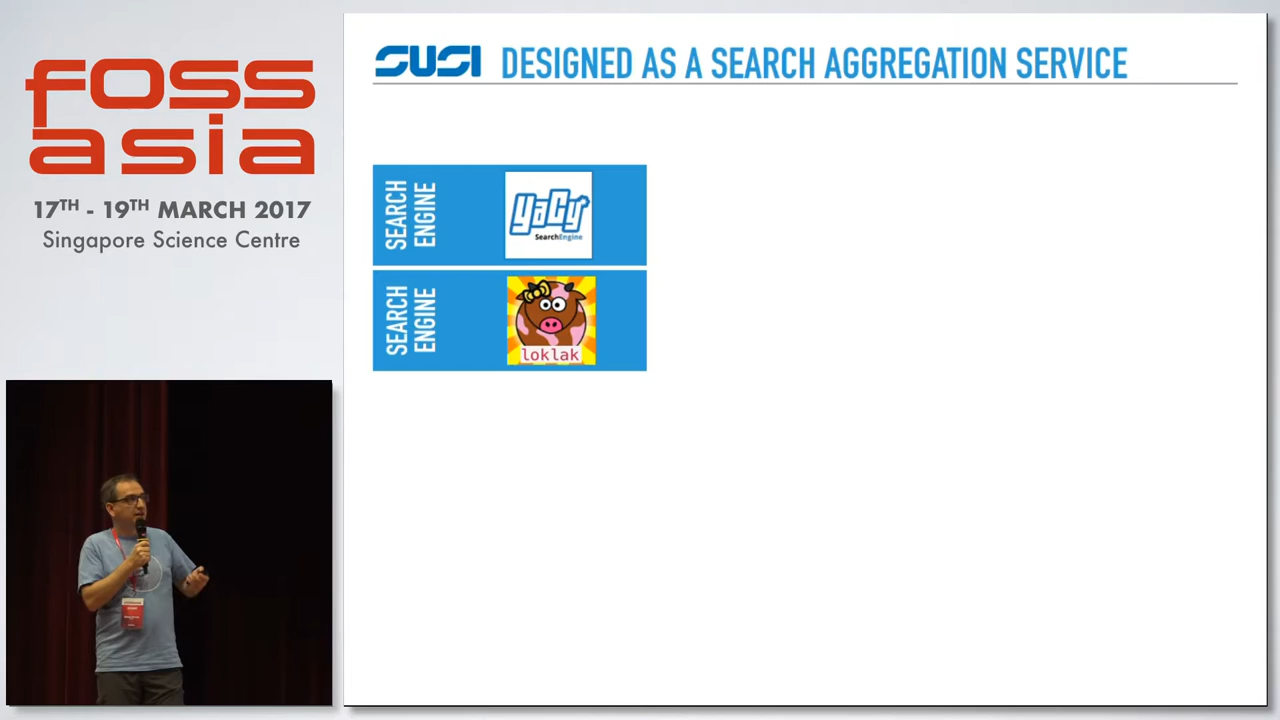 foss
asia
17TH - 19TH MARCH 2017
Singapore Science Centre
SUSI DESIGNED AS A SEARCH AGGREGATION SERVICE
SEARCH
ENGINE
YaCy
SearchEngine
SEARCH
ENGINE
loklak